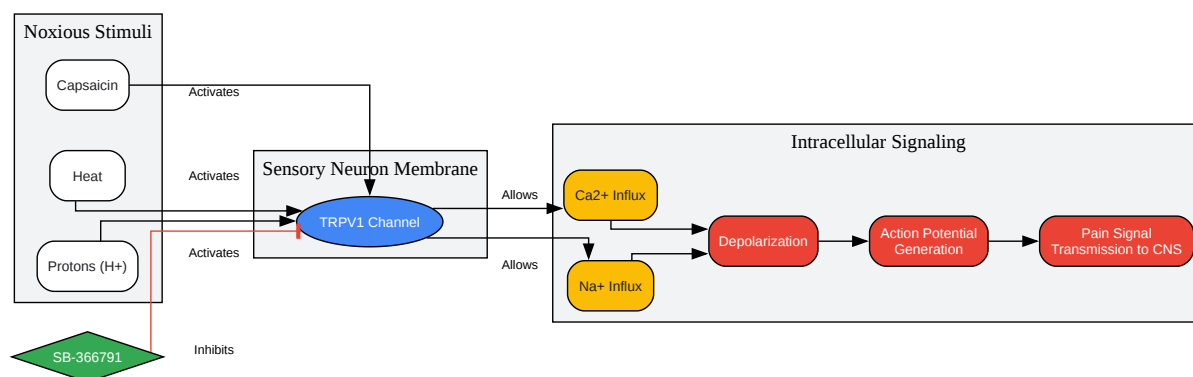 Noxious Stimuli
Capsaicin
Activates
Heat
Activates
Protons (H+)
Activates
SB-366791
Inhibits
Sensory Neuron Membrane
TRPV1 Channel
Allows
Allows
Intracellular Signaling
Ca2+ Influx
Na+ Influx
Depolarization
Action Potential
Generation
Pain Signal
Transmission to CNS